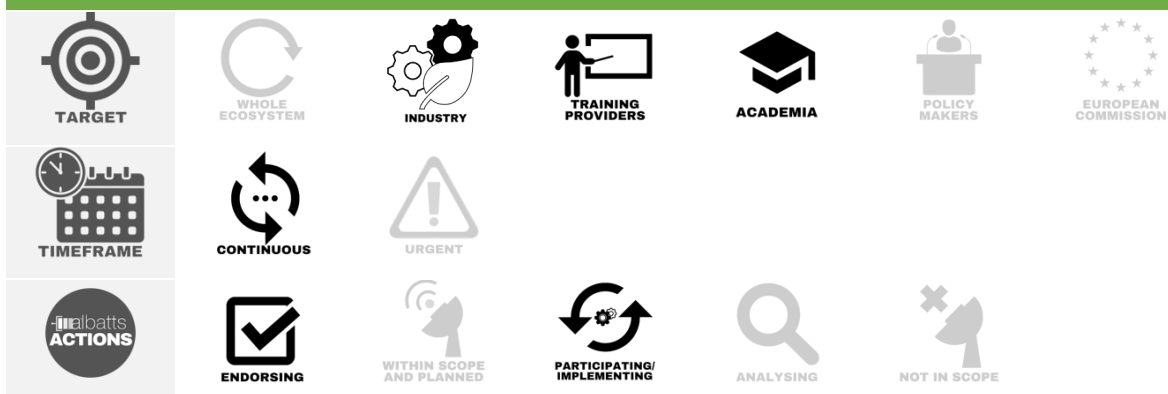 TARGET
WHOLE
ECOSYSTEM
INDUSTRY
TRAINING
PROVIDERS
ACADEMIA
POLICY
MAKERS
EUROPEAN
COMMISSION
TIMEFRAME
CONTINUOUS
URGENT
albatts
ACTIONS
ENDORSING
WITHIN SCOPE
AND PLANNED
PARTICIPATING/
IMPLEMENTING
ANALYSING
NOT IN SCOPE